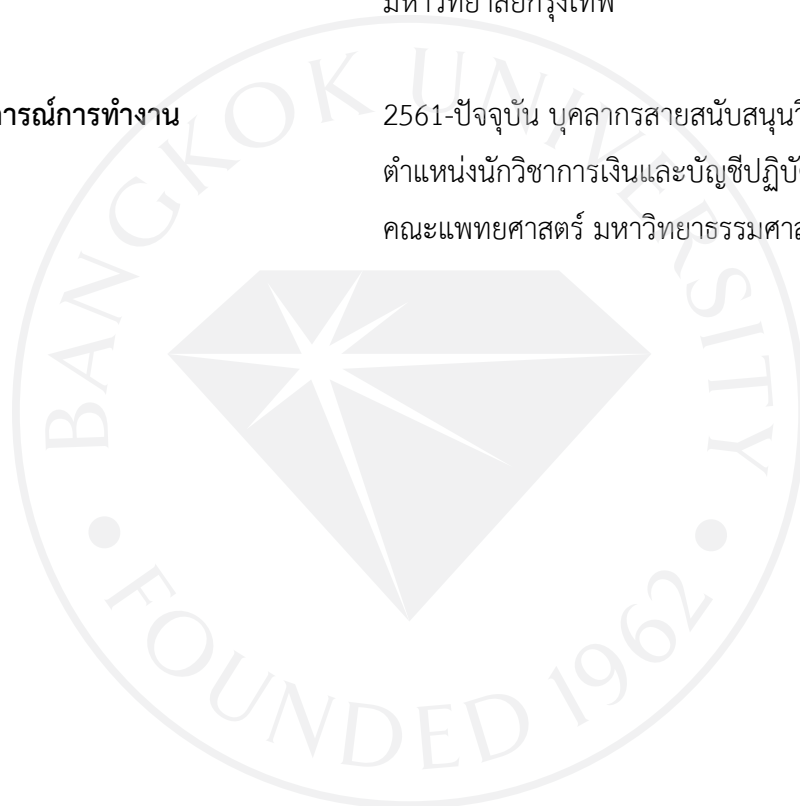 มหาวิทยาลัยกรุงเทพ
การณ์การทำงาน
2561-ปัจจุบัน บุคลากรสายสนับสนุน
ตำแหน่งนักวิชาการเงินและบัญชีปฏิบั
คณะแพทยศาสตร์ มหาวิทยาธรรมศา
BANGKOK UNIVERSITY
FOUNDED 1962